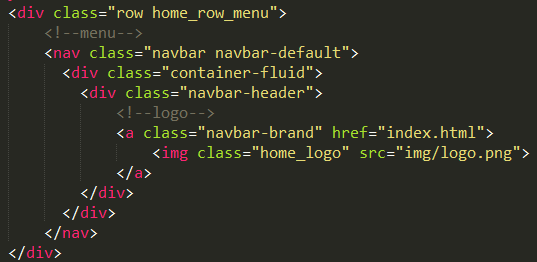 <div class="row home_row_menu">
<!--menu-->
<nav class="navbar navbar-default">
<div class="container-fluid">
<div class="navbar-header">
<!--logo-->
<a class="navbar-brand" href="index.html">
<img class="home_logo" src="img/logo.png">
</a>
</div>
</div>
</nav>
</div>